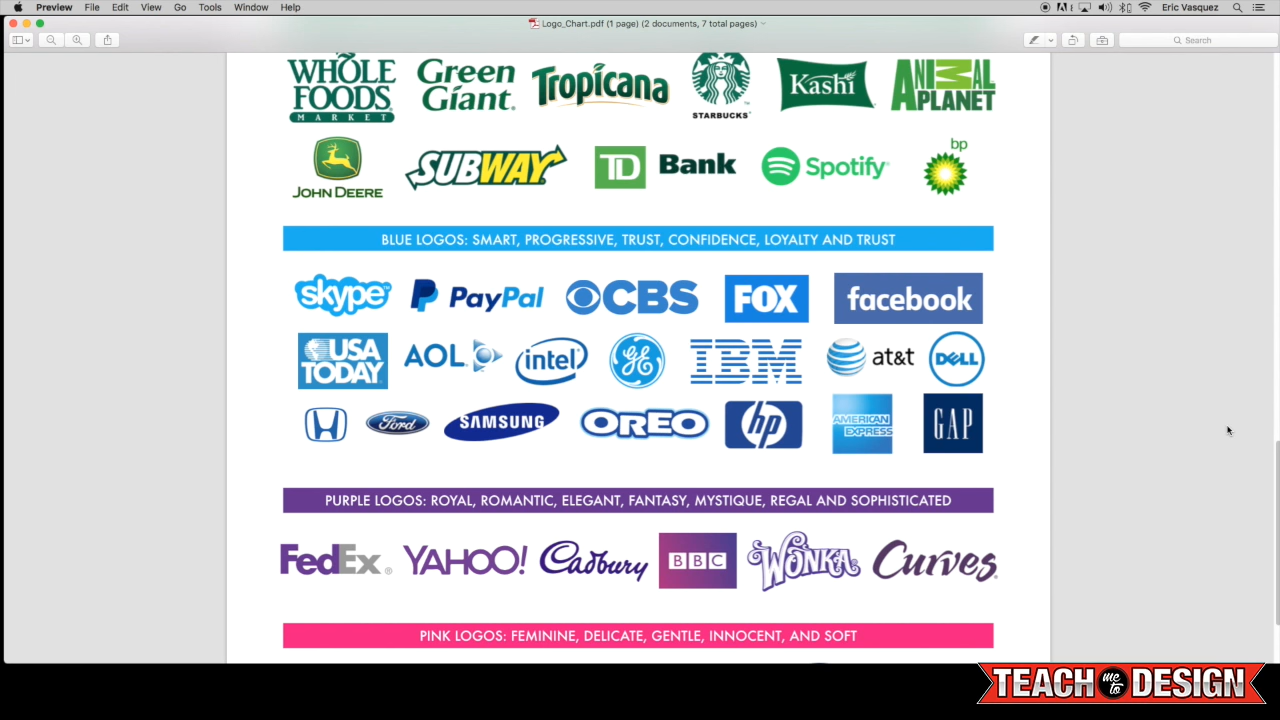 Preview File Edit View Go Tools Window Help Eric Vasquez
Logo_Chart.pdf (1 page) (2 documents, 7 total pages)
Search
WHOLE FOODS MARKET
Green Giant
Tropicana
STARBUCKS
Kashi
ANIMAL PLANET
JOHN DEERE
SUBWAY
TD Bank
Spotify
bp
BLUE LOGOS: SMART, PROGRESSIVE, TRUST, CONFIDENCE, LOYALTY AND TRUST
skype
PayPal
CBS
FOX
facebook
USA TODAY
AOL
intel
GE
IBM
at&t
DELL
Ford
SAMSUNG
OREO
hp
AMERICAN EXPRESS
GAP
PURPLE LOGOS: ROYAL, ROMANTIC, ELEGANT, FANTASY, MYSTIQUE, REGAL AND SOPHISTICATED
FedEx®
YAHOO!
Cadbury
BBC
WONKA
Curves
PINK LOGOS: FEMININE, DELICATE, GENTLE, INNOCENT, AND SOFT
TEACH me to DESIGN